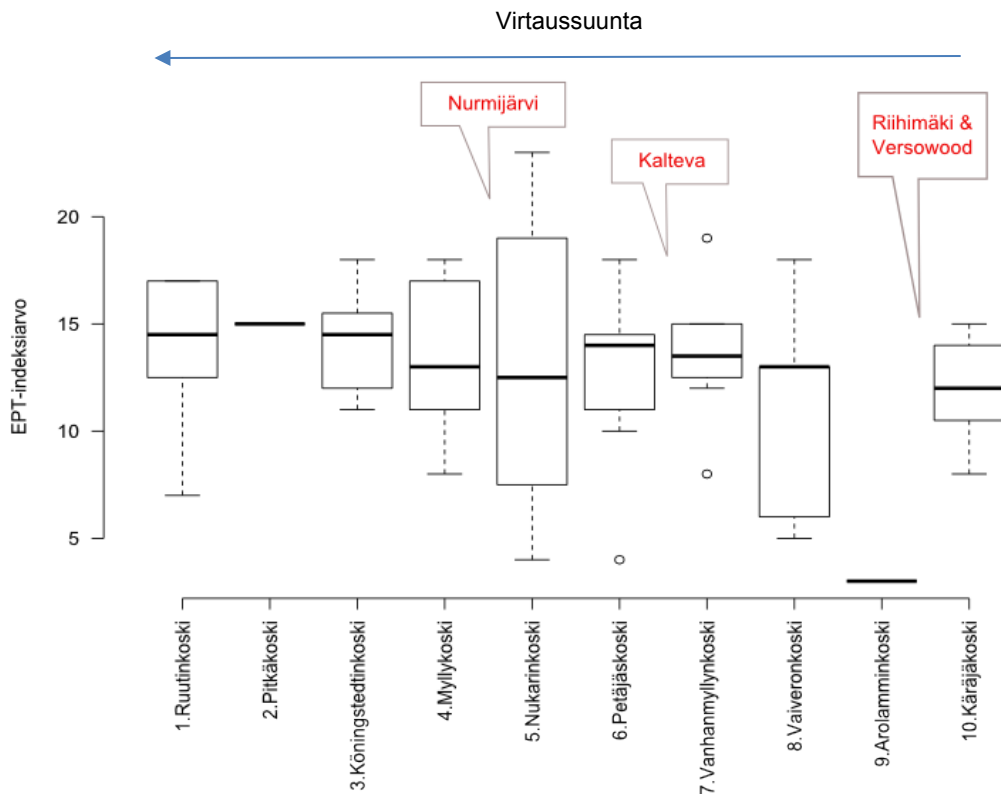 Virtaussuunta
Nurmijärvi
Kalteva
Riihimäki &
Versowood
EPT-indeksiarvo
20
15
10
5
1.Ruutinkoski
2.Pitkäkoski
3.Köningstedtinkoski
4.Myllykoski
5.Nukarinkoski
6.Petäjäskoski
7.Vanhanmyllynkoski
8.Vaiveronkoski
9.Arolamminkoski
10.Käräjäkoski